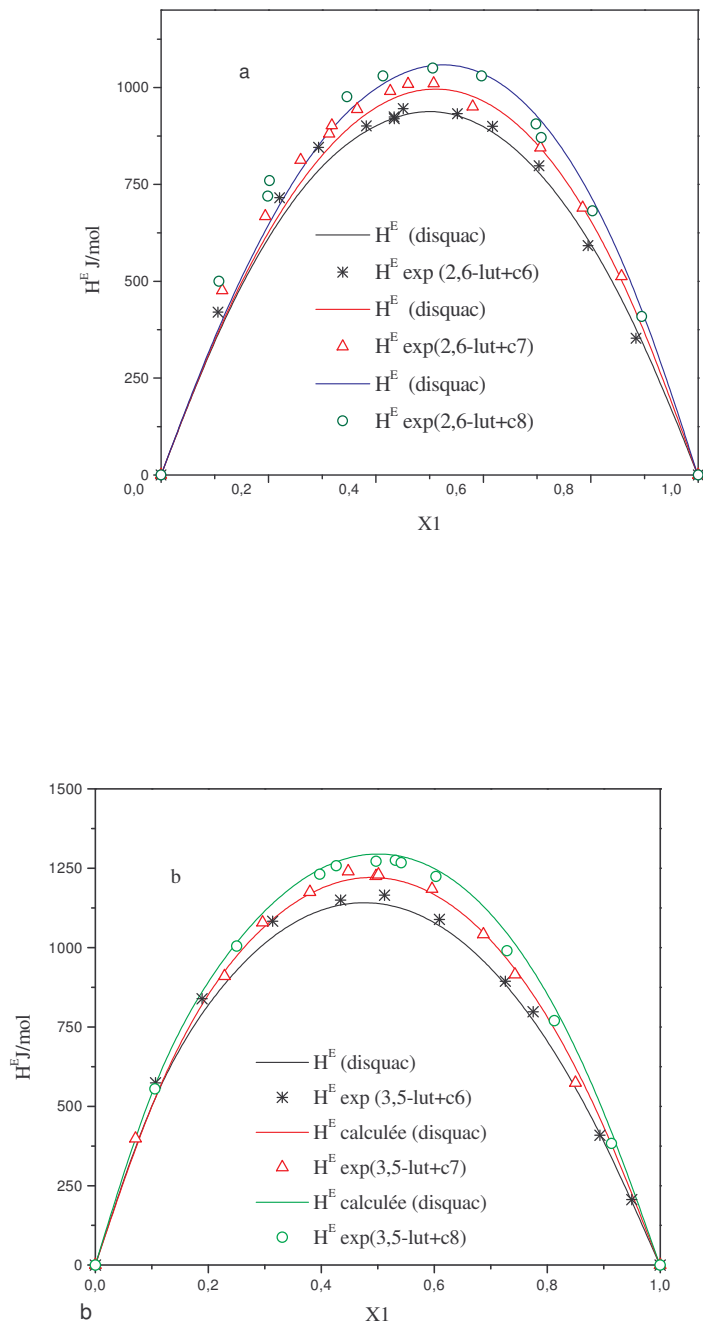 a
1000
750
500
250
0
H^E J/mol
H^E (disquac)
H^E exp (2,6-lut+c6)
H^E (disquac)
H^E exp(2,6-lut+c7)
H^E (disquac)
H^E exp(2,6-lut+c8)
0,0 0,2 0,4 0,6 0,8 1,0
X1
1500
1250
1000
750
500
250
0
H^E J/mol
b
H^E (disquac)
H^E exp (3,5-lut+c6)
H^E calculée (disquac)
H^E exp(3,5-lut+c7)
H^E calculée (disquac)
H^E exp(3,5-lut+c8)
0,0 0,2 0,4 0,6 0,8 1,0
b
X1